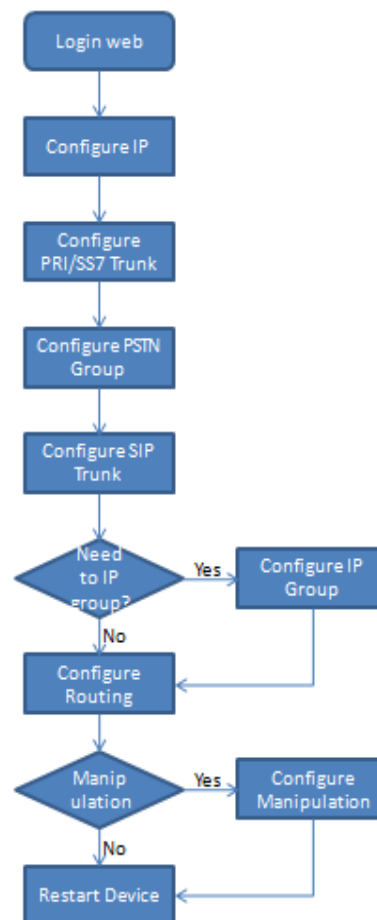 Login web
Configure IP
Configure
PRI/SS7 Trunk
Configure PSTN
Group
Configure SIP
Trunk
Need
to IP
group?
Yes
Configure IP
Group
No
Configure
Routing
Manip
ulation
Yes
Configure
Manipulation
No
Restart Device